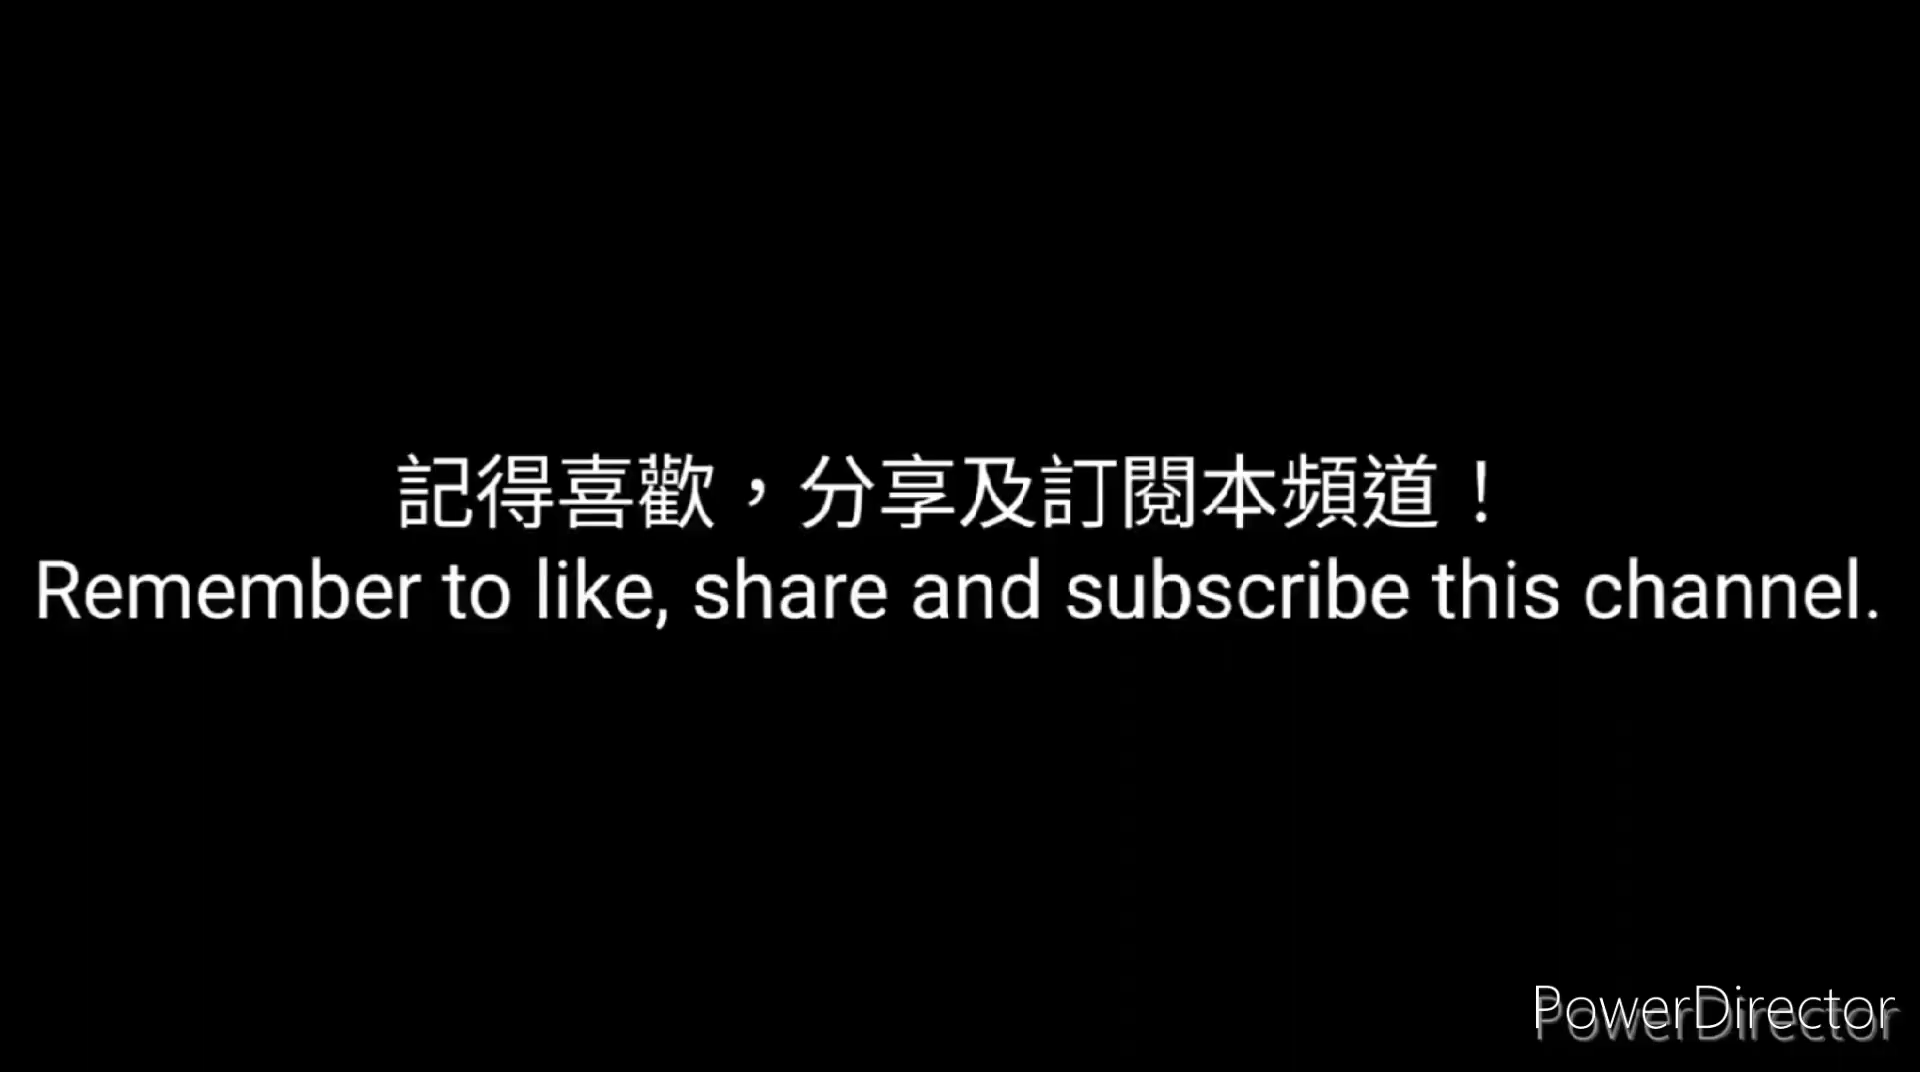 記得喜歡，分享及訂閱本頻道！
Remember to like, share and subscribe this channel.
PowerDirector